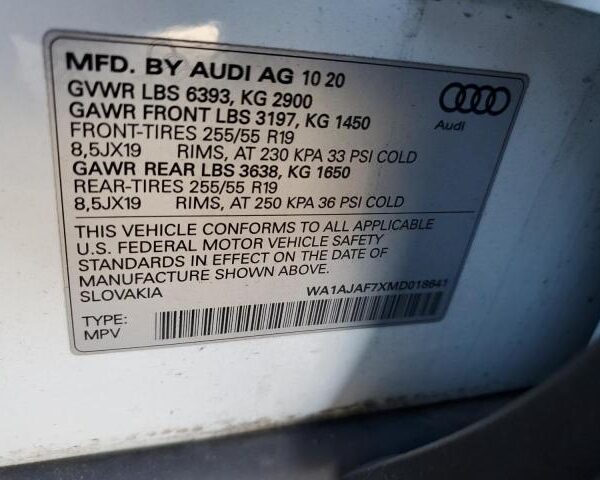 MFD. BY AUDI AG 10 20
GVWR LBS 6393, KG 2900
GAWR FRONT LBS 3197, KG 1450
FRONT-TIRES 255/55 R19
8,5JX19 RIMS, AT 230 KPA 33 PSI COLD
GAWR REAR LBS 3638, KG 1650
REAR-TIRES 255/55 R19
8,5JX19 RIMS, AT 250 KPA 36 PSI COLD
Audi
THIS VEHICLE CONFORMS TO ALL APPLICABLE
U.S. FEDERAL MOTOR VEHICLE SAFETY
STANDARDS IN EFFECT ON THE DATE OF
MANUFACTURE SHOWN ABOVE.
SLOVAKIA WA1AJAF7XMD018641
TYPE:
MPV